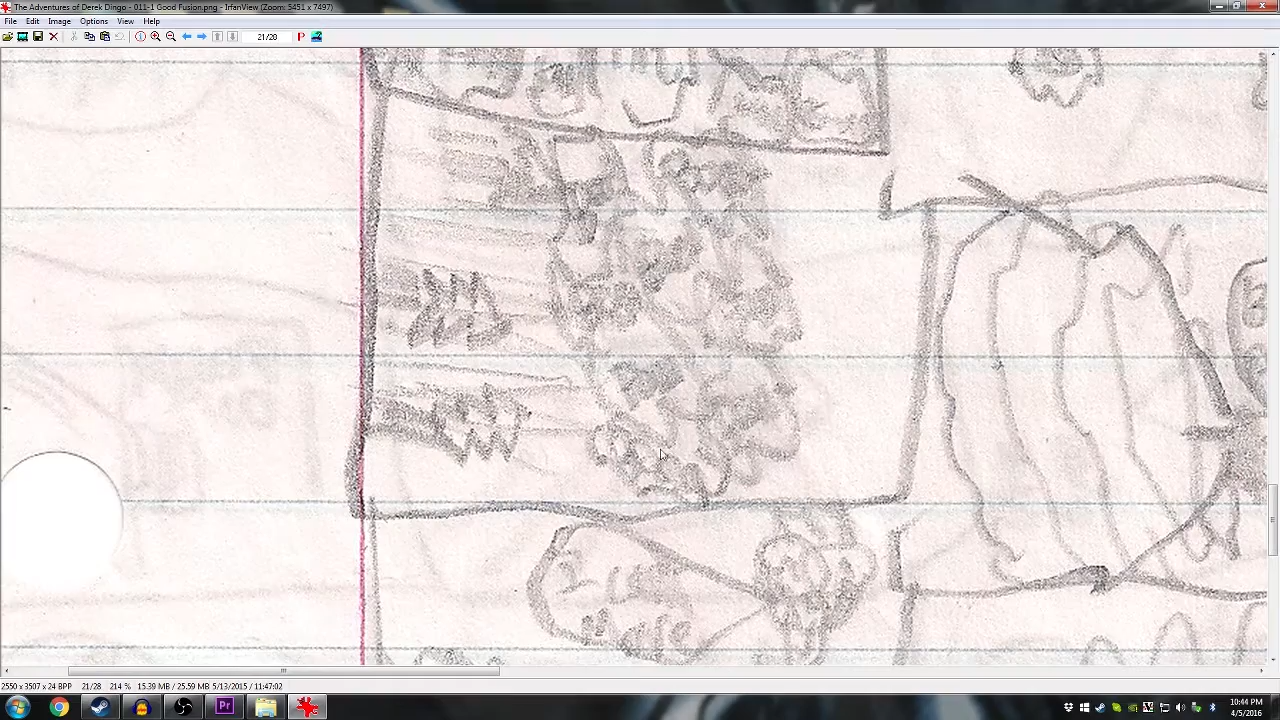 The Adventures of Derek Dingo - 011-1 Good Fusion.png - IrfanView (Zoom: 5451 x 7497)
File Edit Image Options View Help
21/28
2550 x 3507 x 24 BPP 21/28 214 % 15.39 MB / 25.59 MB 5/13/2015 / 11:47:02
Pr
10:44 PM
4/5/2016